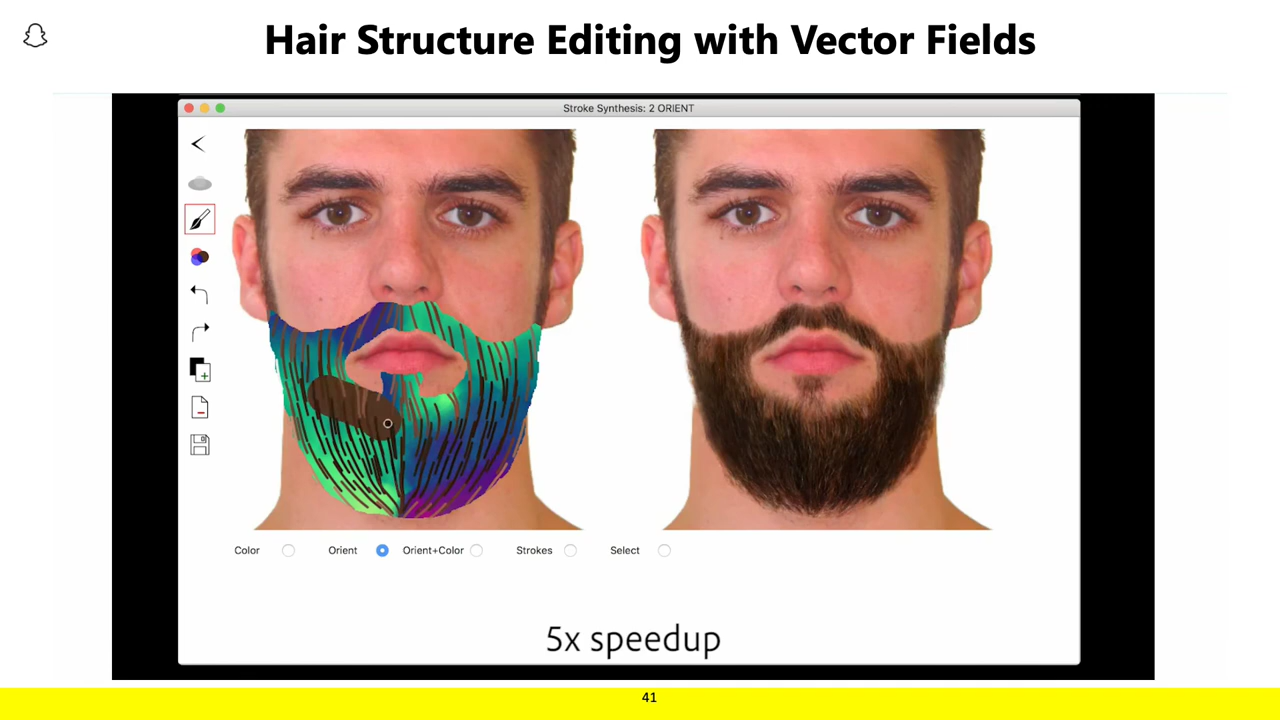 Hair Structure Editing with Vector Fields
Stroke Synthesis: 2 ORIENT
Color Orient Orient+Color Strokes Select
5x speedup
41